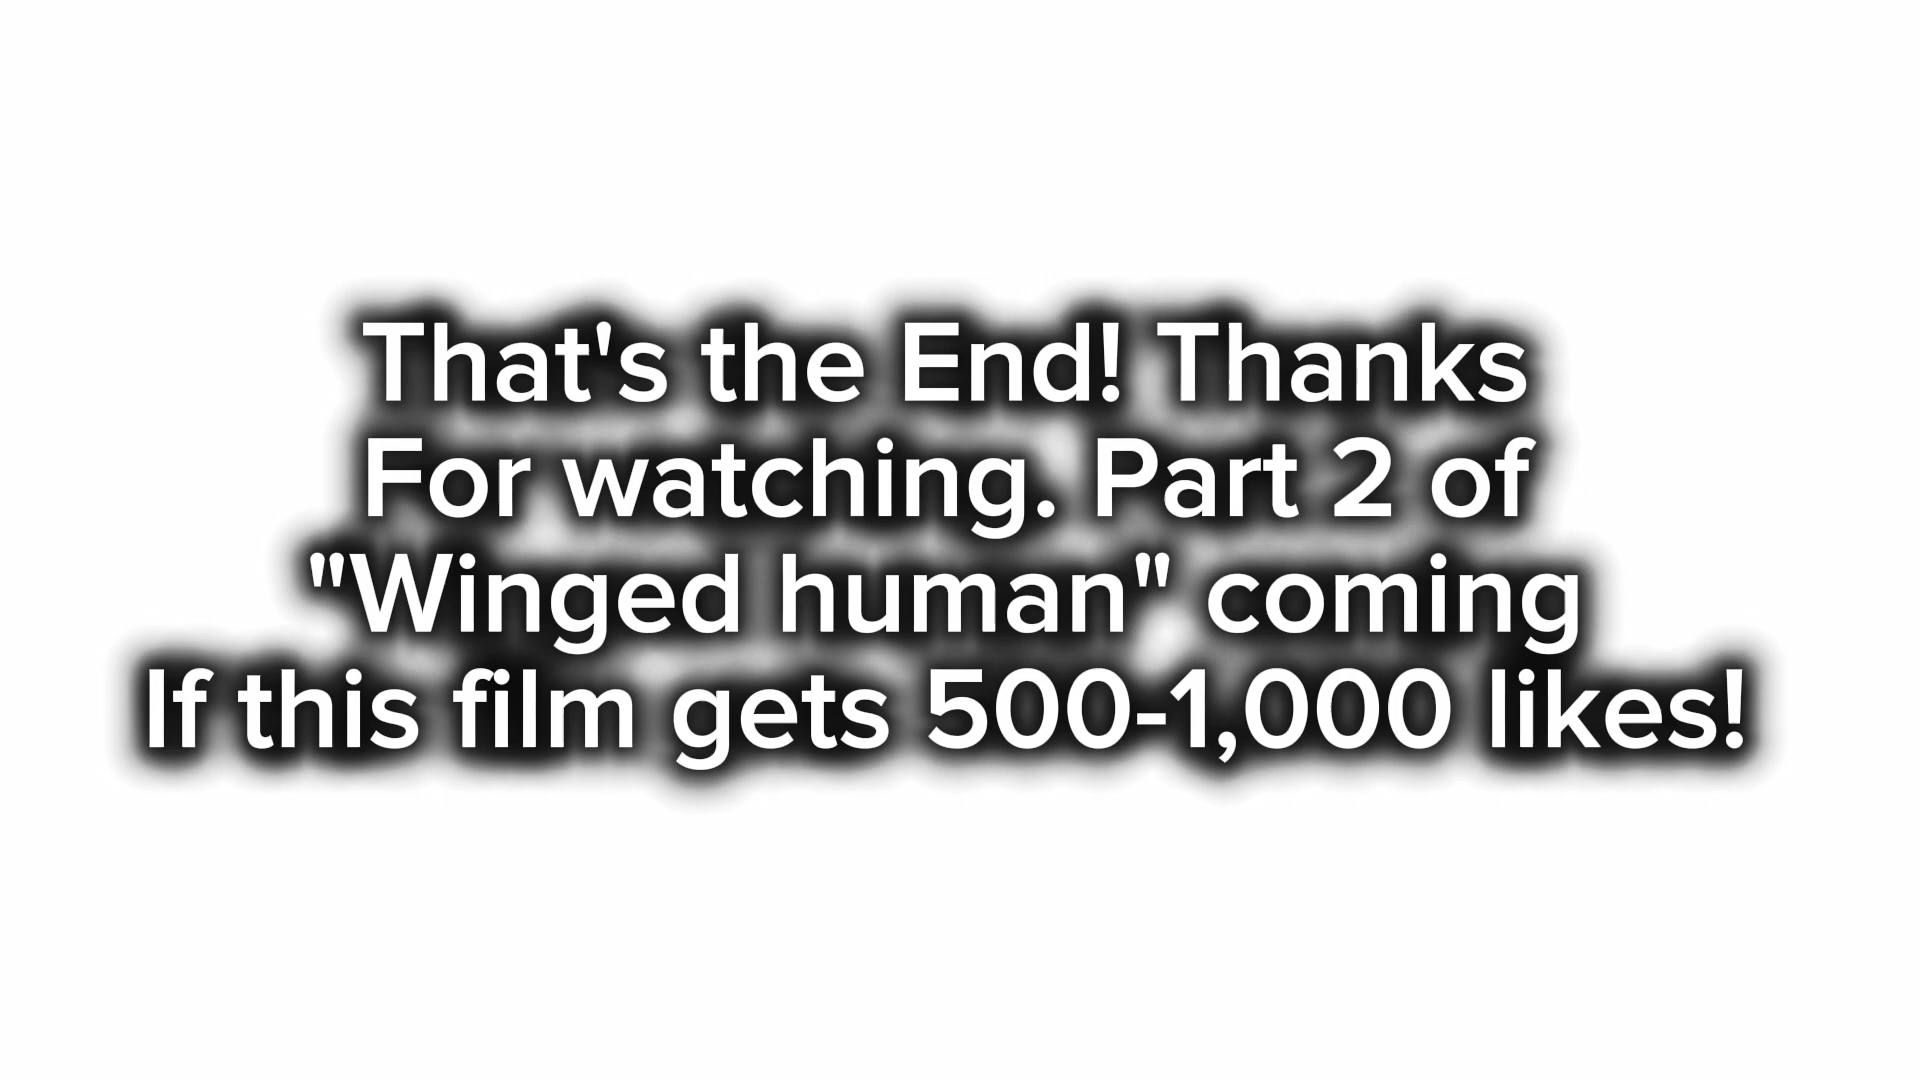 That's the End! Thanks
For watching. Part 2 of
"Winged human" coming
If this film gets 500-1,000 likes!